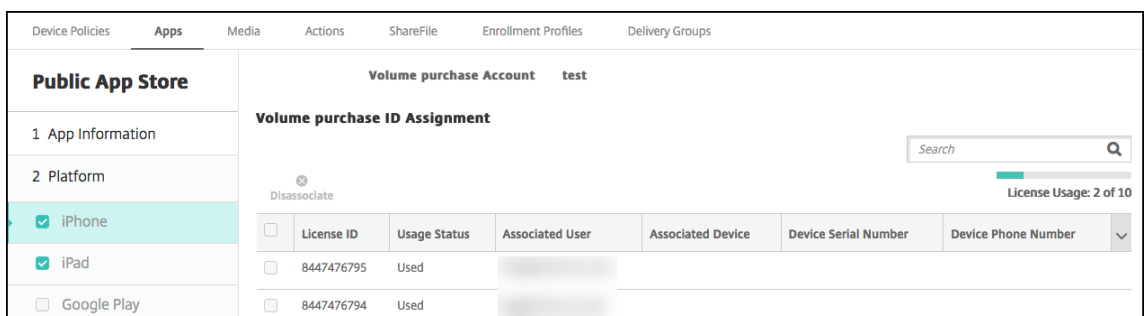 Device Policies Apps Media Actions ShareFile Enrollment Profiles Delivery Groups
Public App Store
Volume purchase Account test
Volume purchase ID Assignment
1 App Information
Search
2 Platform
Disassociate
License Usage: 2 of 10
iPhone
License ID Usage Status Associated User Associated Device Device Serial Number Device Phone Number
iPad
8447476795 Used
Google Play
8447476794 Used